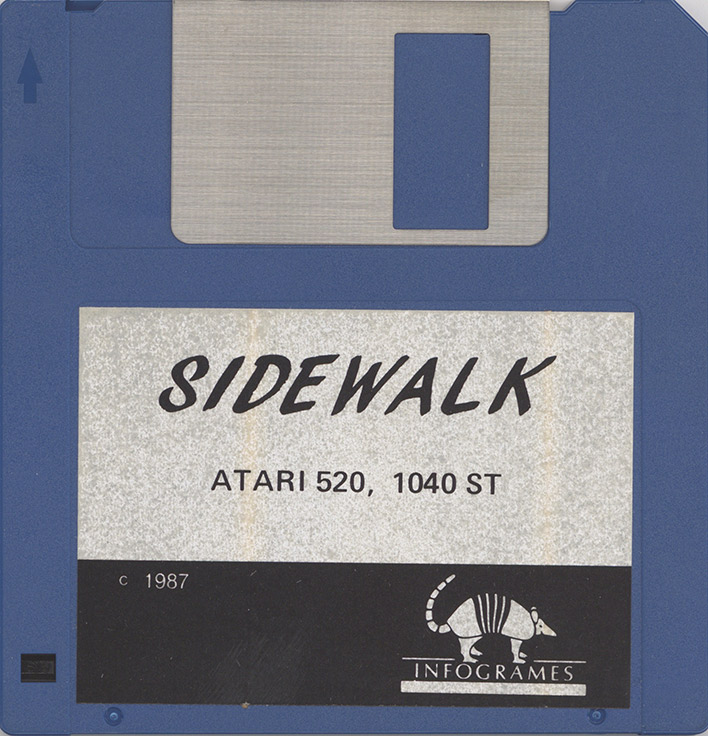 SIDEWALK
ATARI 520, 1040 ST
c 1987
INFOGRAMES